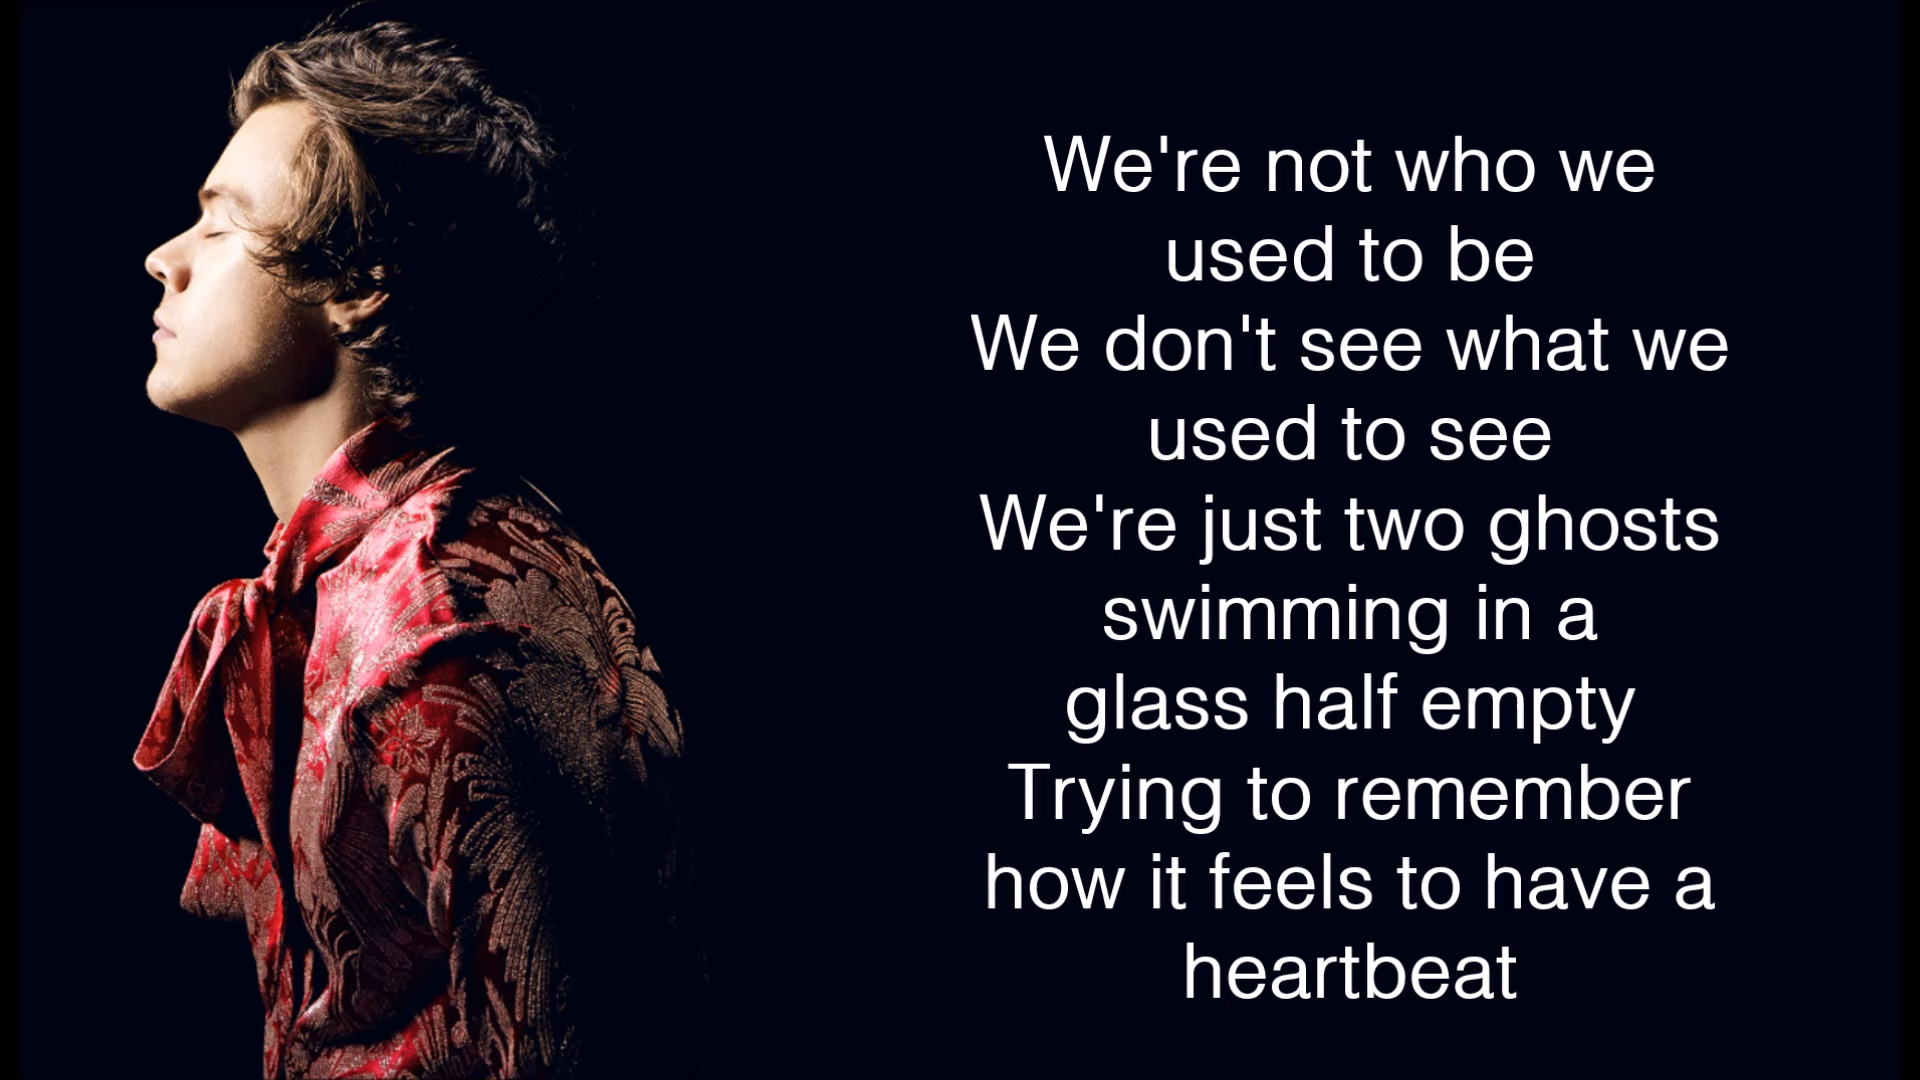 We're not who we
used to be
We don't see what we
used to see
We're just two ghosts
swimming in a
glass half empty
Trying to remember
how it feels to have a
heartbeat